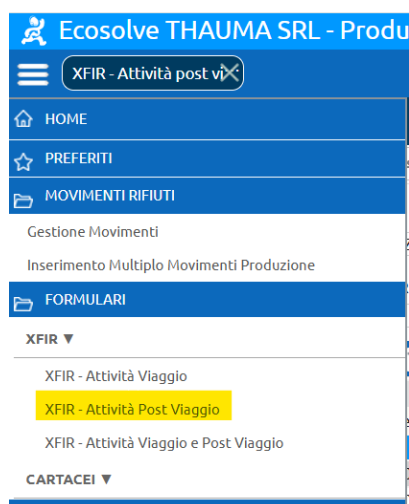 Ecosolve THAUMA SRL - Produ
XFIR - Attività post vi
HOME
PREFERITI
MOVIMENTI RIFIUTI
Gestione Movimenti
Inserimento Multiplo Movimenti Produzione
FORMULARI
XFIR ▼
XFIR - Attività Viaggio
XFIR - Attività Post Viaggio
XFIR - Attività Viaggio e Post Viaggio
CARTACEI ▼